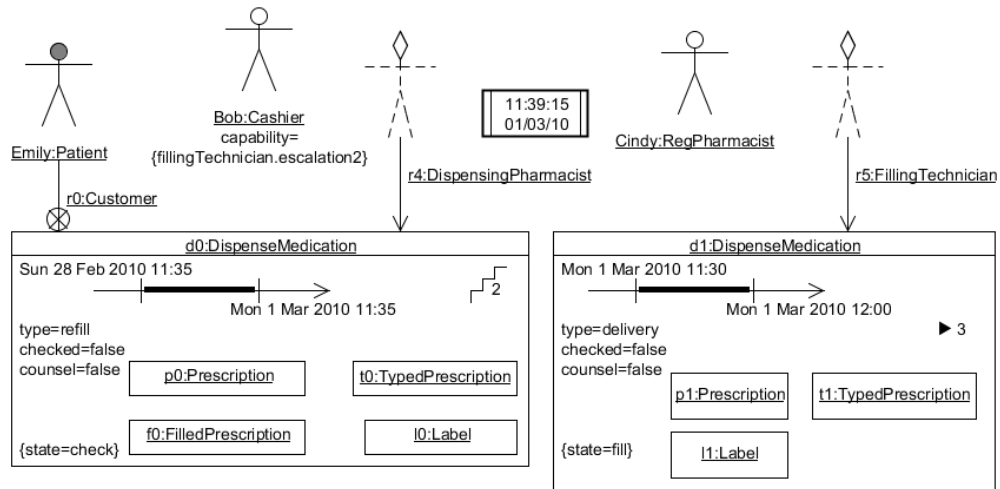 Emily:Patient
r0:Customer
Bob:Cashier
capability=
{fillingTechnician.escalation2}
r4:DispensingPharmacist
11:39:15
01/03/10
Cindy:RegPharmacist
r5:FillingTechnician
d0:DispenseMedication
Sun 28 Feb 2010 11:35
2
Mon 1 Mar 2010 11:35
type=refill
checked=false
counsel=false
p0:Prescription
t0:TypedPrescription
f0:FilledPrescription
l0:Label
{state=check}
d1:DispenseMedication
Mon 1 Mar 2010 11:30
Mon 1 Mar 2010 12:00
type=delivery
3
checked=false
counsel=false
p1:Prescription
t1:TypedPrescription
{state=fill}
l1:Label